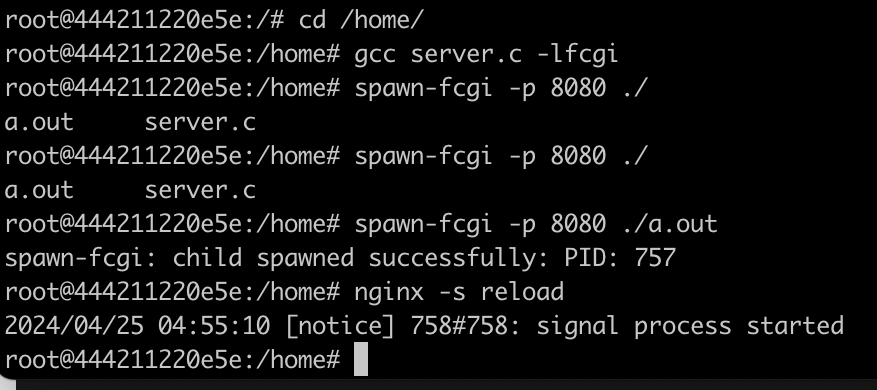 root@444211220e5e:/# cd /home/
root@444211220e5e:/home# gcc server.c -lfcgi
root@444211220e5e:/home# spawn-fcgi -p 8080 ./
a.out     server.c
root@444211220e5e:/home# spawn-fcgi -p 8080 ./
a.out     server.c
root@444211220e5e:/home# spawn-fcgi -p 8080 ./a.out
spawn-fcgi: child spawned successfully: PID: 757
root@444211220e5e:/home# nginx -s reload
2024/04/25 04:55:10 [notice] 758#758: signal process started
root@444211220e5e:/home#